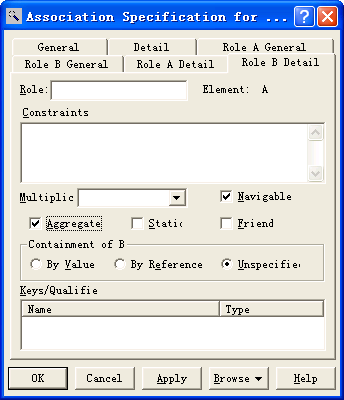 Association Specification for ...
General Detail Role A General
Role B General Role A Detail Role B Detail
Role: Element: A
Constraints
Multiplic Navigable
Aggregate Static Friend
Containment of B
By Value By Reference Unspecified
Keys/Qualifie
Name Type
OK Cancel Apply Browse Help